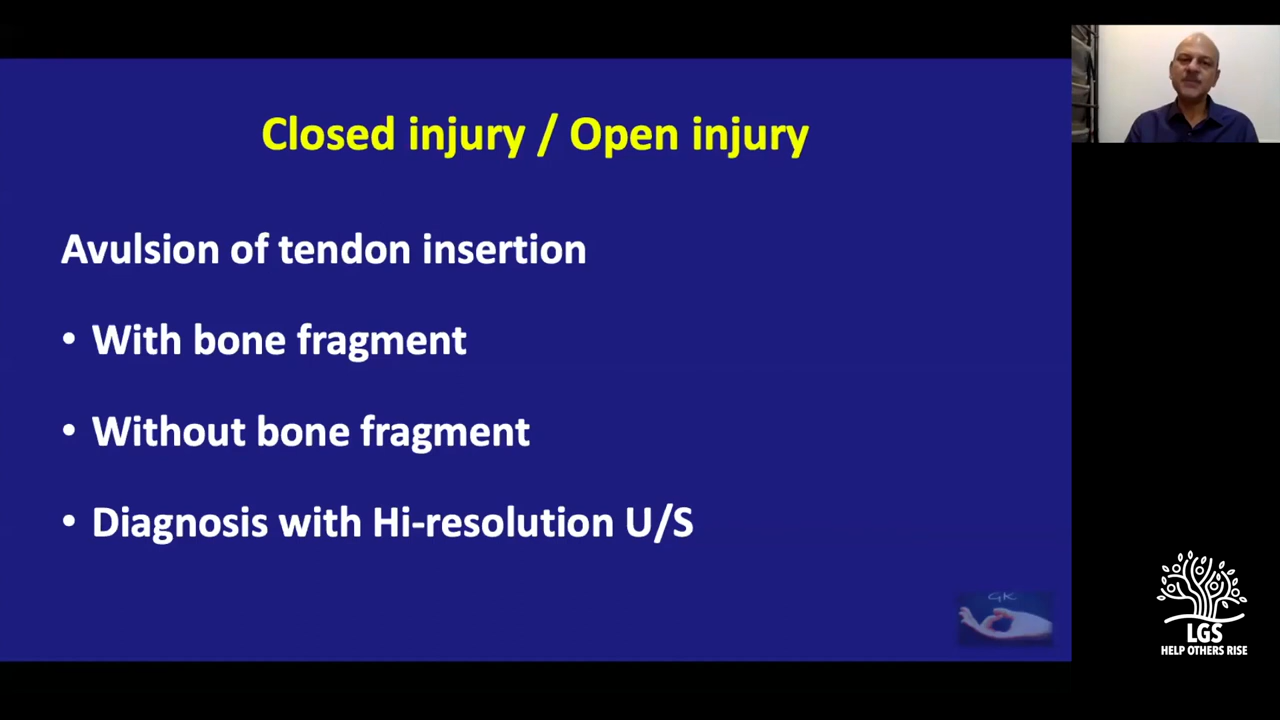 Closed injury / Open injury
Avulsion of tendon insertion
• With bone fragment
• Without bone fragment
• Diagnosis with Hi-resolution U/S
GK
LGS
HELP OTHERS RISE